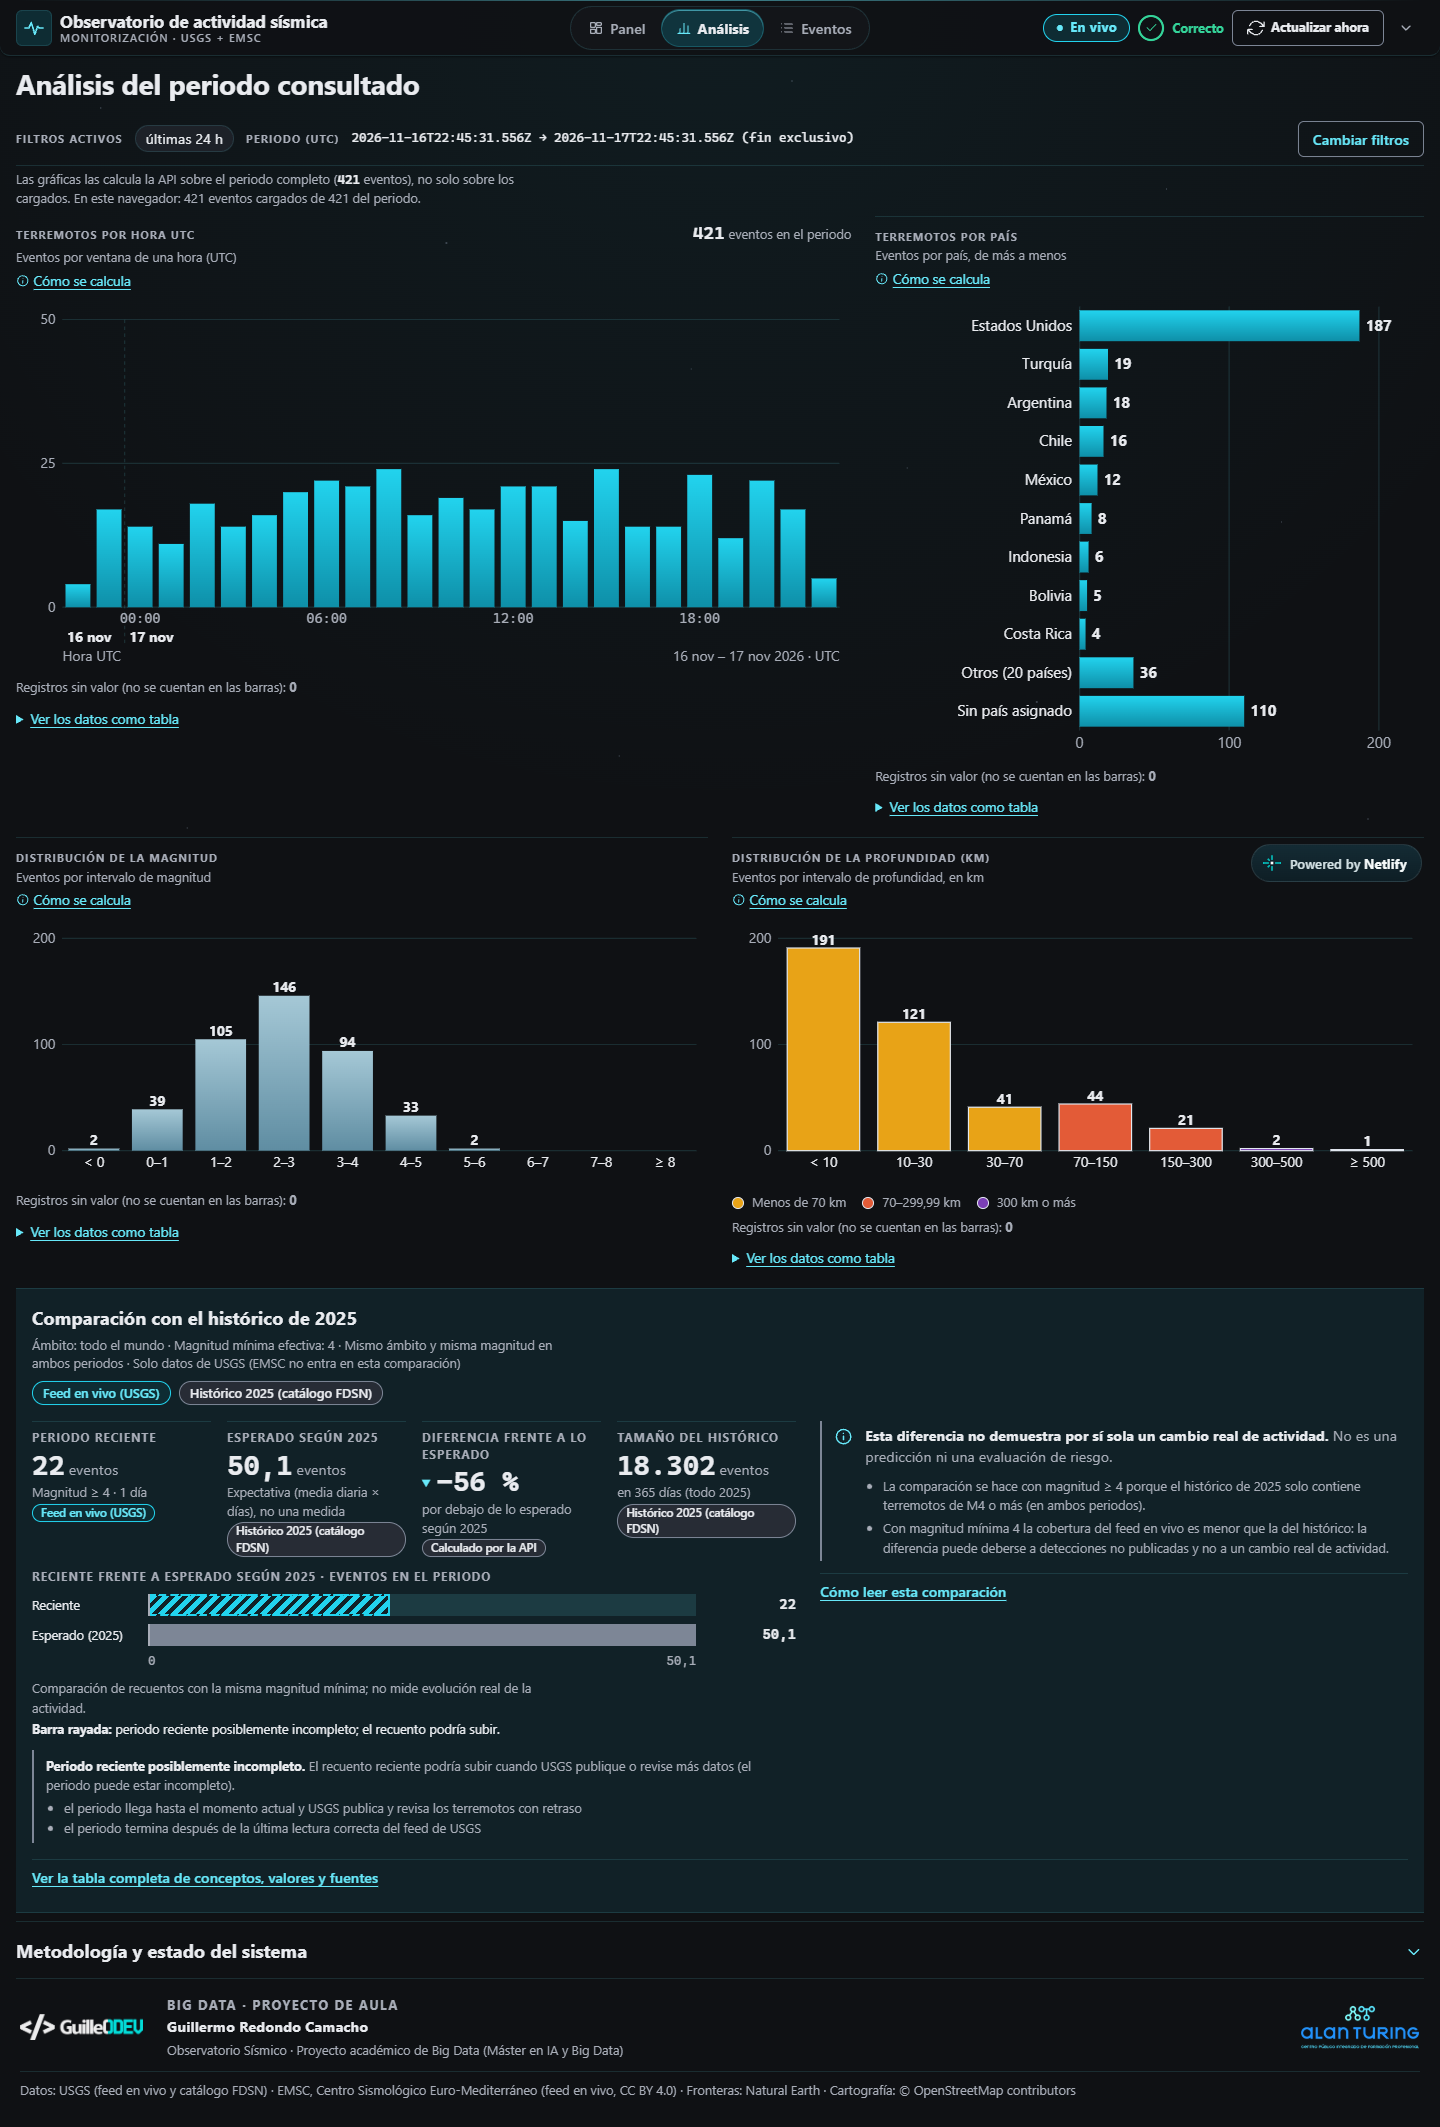 Observatorio de actividad sísmica
MONITORIZACIÓN · USGS + EMSC
Panel
Análisis
Eventos
En vivo
Correcto
Actualizar ahora
Análisis del periodo consultado
FILTROS ACTIVOS
últimas 24 h
PERIODO (UTC)
2026-11-16T22:45:31.556Z → 2026-11-17T22:45:31.556Z (fin exclusivo)
Cambiar filtros
Las gráficas las calcula la API sobre el periodo completo (421 eventos), no solo sobre los
cargados. En este navegador: 421 eventos cargados de 421 del periodo.
TERREMOTOS POR HORA UTC
421 eventos en el periodo
Eventos por ventana de una hora (UTC)
Cómo se calcula
50
25
0
00:00
06:00
12:00
18:00
16 nov
17 nov
Hora UTC
16 nov – 17 nov 2026 · UTC
Registros sin valor (no se cuentan en las barras): 0
Ver los datos como tabla
TERREMOTOS POR PAÍS
Eventos por país, de más a menos
Cómo se calcula
Estados Unidos 187
Turquía 19
Argentina 18
Chile 16
México 12
Panamá 8
Indonesia 6
Bolivia 5
Costa Rica 4
Otros (20 países) 36
Sin país asignado 110
0 100 200
Registros sin valor (no se cuentan en las barras): 0
Ver los datos como tabla
DISTRIBUCIÓN DE LA MAGNITUD
Eventos por intervalo de magnitud
Cómo se calcula
200
100
0
2 39 105 146 94 33 2
< 0 0–1 1–2 2–3 3–4 4–5 5–6 6–7 7–8 ≥ 8
Registros sin valor (no se cuentan en las barras): 0
Ver los datos como tabla
DISTRIBUCIÓN DE LA PROFUNDIDAD (KM)
Eventos por intervalo de profundidad, en km
Powered by Netlify
Cómo se calcula
200
100
0
191 121 41 44 21 2 1
< 10 10–30 30–70 70–150 150–300 300–500 ≥ 500
Menos de 70 km
70–299,99 km
300 km o más
Registros sin valor (no se cuentan en las barras): 0
Ver los datos como tabla
Comparación con el histórico de 2025
Ámbito: todo el mundo · Magnitud mínima efectiva: 4 · Mismo ámbito y misma magnitud en
ambos periodos · Solo datos de USGS (EMSC no entra en esta comparación)
Feed en vivo (USGS)
Histórico 2025 (catálogo FDSN)
PERIODO RECIENTE
22 eventos
Magnitud ≥ 4 · 1 día
Feed en vivo (USGS)
ESPERADO SEGÚN 2025
50,1 eventos
Expectativa (media diaria ×
días), no una medida
Histórico 2025 (catálogo
FDSN)
DIFERENCIA FRENTE A LO
ESPERADO
−56 %
por debajo de lo esperado
según 2025
Calculado por la API
TAMAÑO DEL HISTÓRICO
18.302 eventos
en 365 días (todo 2025)
Histórico 2025 (catálogo
FDSN)
Esta diferencia no demuestra por sí sola un cambio real de actividad. No es una
predicción ni una evaluación de riesgo.
La comparación se hace con magnitud ≥ 4 porque el histórico de 2025 solo contiene
terremotos de M4 o más (en ambos periodos).
Con magnitud mínima 4 la cobertura del feed en vivo es menor que la del histórico: la
diferencia puede deberse a detecciones no publicadas y no a un cambio real de actividad.
Cómo leer esta comparación
RECIENTE FRENTE A ESPERADO SEGÚN 2025 · EVENTOS EN EL PERIODO
Reciente 22
Esperado (2025) 50,1
0 50,1
Comparación de recuentos con la misma magnitud mínima; no mide evolución real de la
actividad.
Barra rayada: periodo reciente posiblemente incompleto; el recuento podría subir.
Periodo reciente posiblemente incompleto. El recuento reciente podría subir cuando USGS publique o revise más datos (el
periodo puede estar incompleto).
el periodo llega hasta el momento actual y USGS publica y revisa los terremotos con retraso
el periodo termina después de la última lectura correcta del feed de USGS
Ver la tabla completa de conceptos, valores y fuentes
Metodología y estado del sistema
</> GuilleDDEV
BIG DATA · PROYECTO DE AULA
Guillermo Redondo Camacho
Observatorio Sísmico · Proyecto académico de Big Data (Máster en IA y Big Data)
ALAN TURING
Datos: USGS (feed en vivo y catálogo FDSN) · EMSC, Centro Sismológico Euro-Mediterráneo (feed en vivo, CC BY 4.0) · Fronteras: Natural Earth · Cartografía: © OpenStreetMap contributors